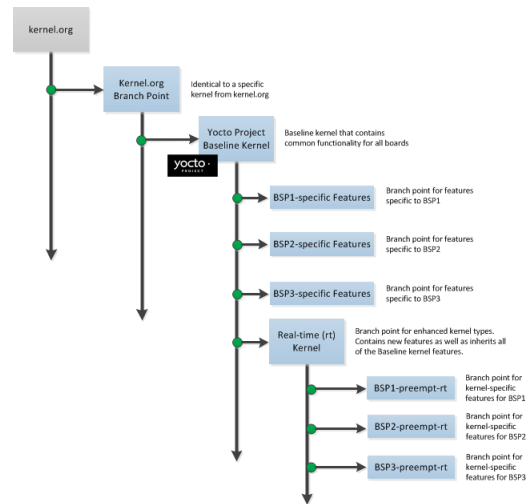 kernel.org
Kernel.org
Branch Point
Identical to a specific
kernel from kernel.org
Yocto Project
Baseline Kernel
Baseline kernel that contains
common functionality for all boards
yocto
PROJECT
BSP1-specific Features
Branch point for features
specific to BSP1
BSP2-specific Features
Branch point for features
specific to BSP2
BSP3-specific Features
Branch point for features
specific to BSP3
Real-time (rt)
Kernel
Branch point for enhanced kernel types.
Contains new features as well as inherits all
of the Baseline kernel features.
BSP1-preempt-rt
Branch point for
kernel-specific
features for BSP1
BSP2-preempt-rt
Branch point for
kernel-specific
features for BSP2
BSP3-preempt-rt
Branch point for
kernel-specific
features for BSP3